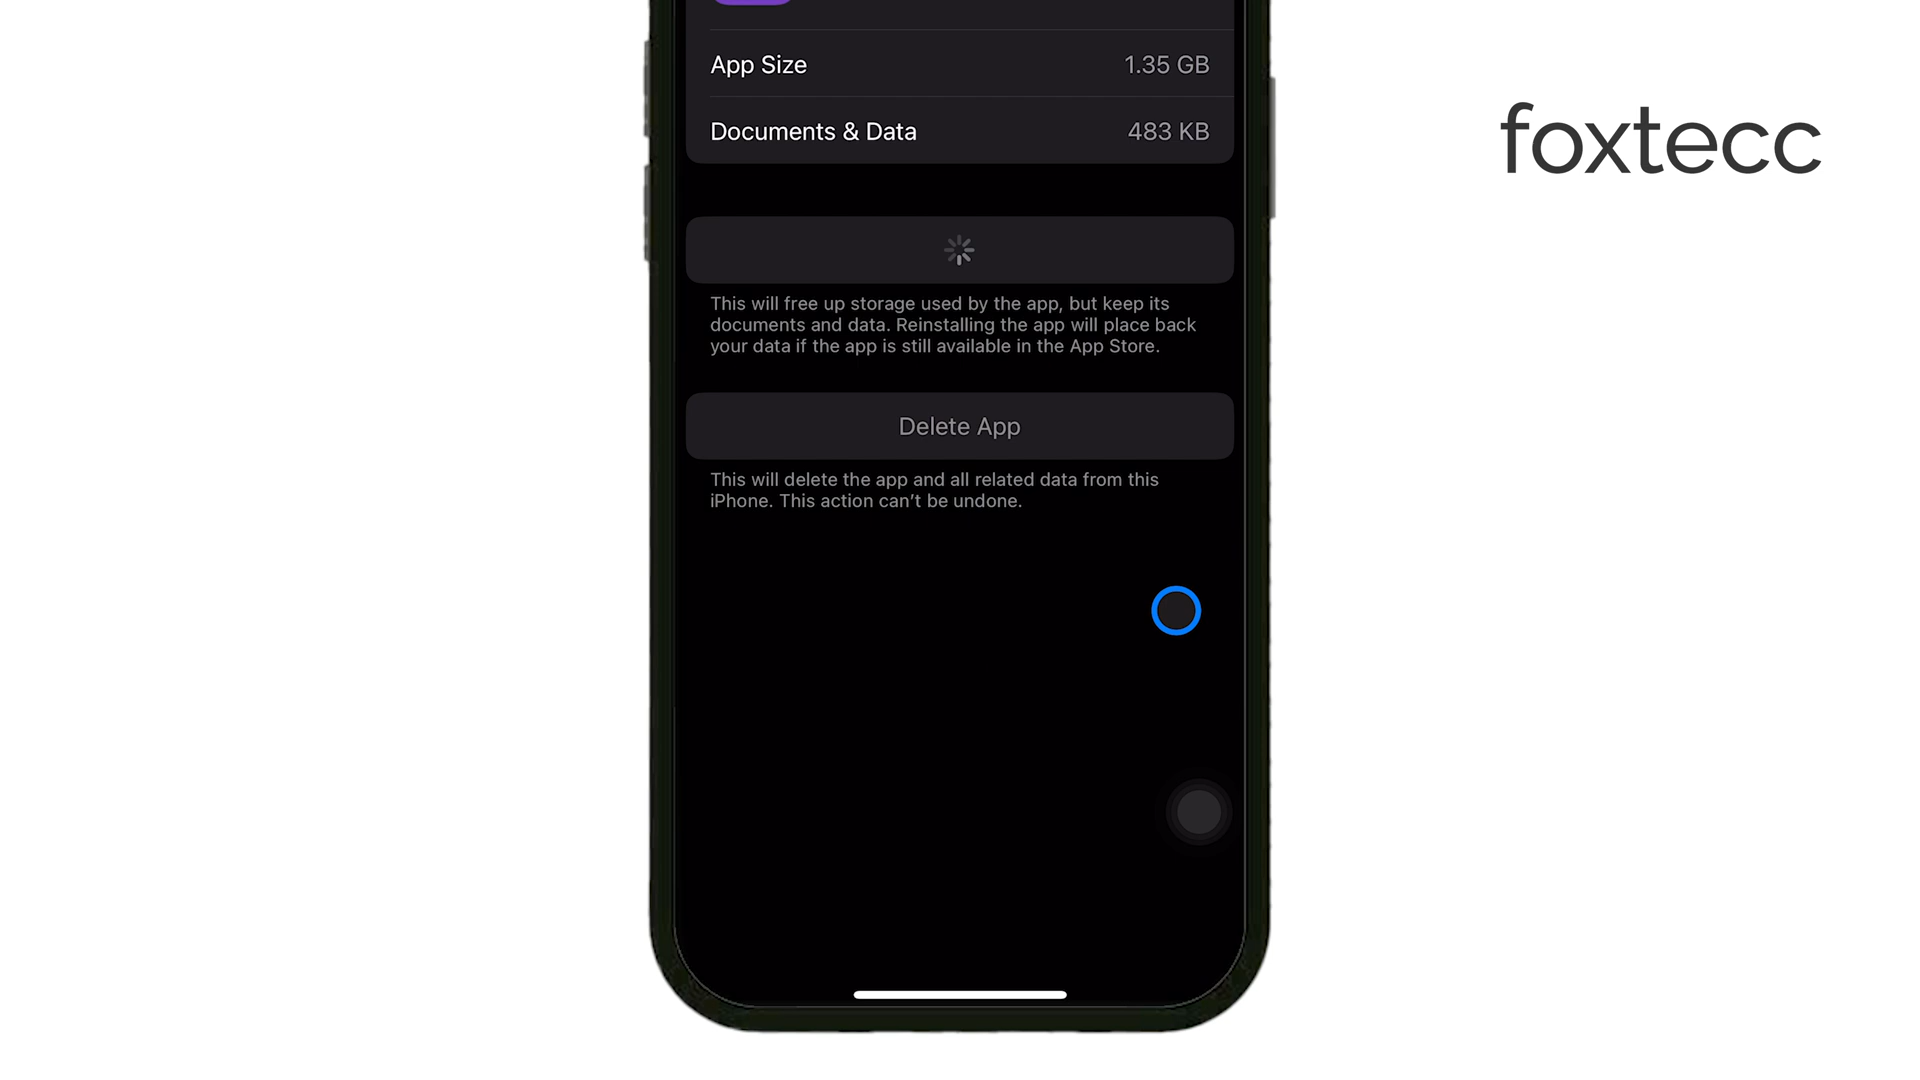 App Size 1.35 GB
foxtecc
Documents & Data 483 KB
This will free up storage used by the app, but keep its
documents and data. Reinstalling the app will place back
your data if the app is still available in the App Store.
Delete App
This will delete the app and all related data from this
iPhone. This action can’t be undone.